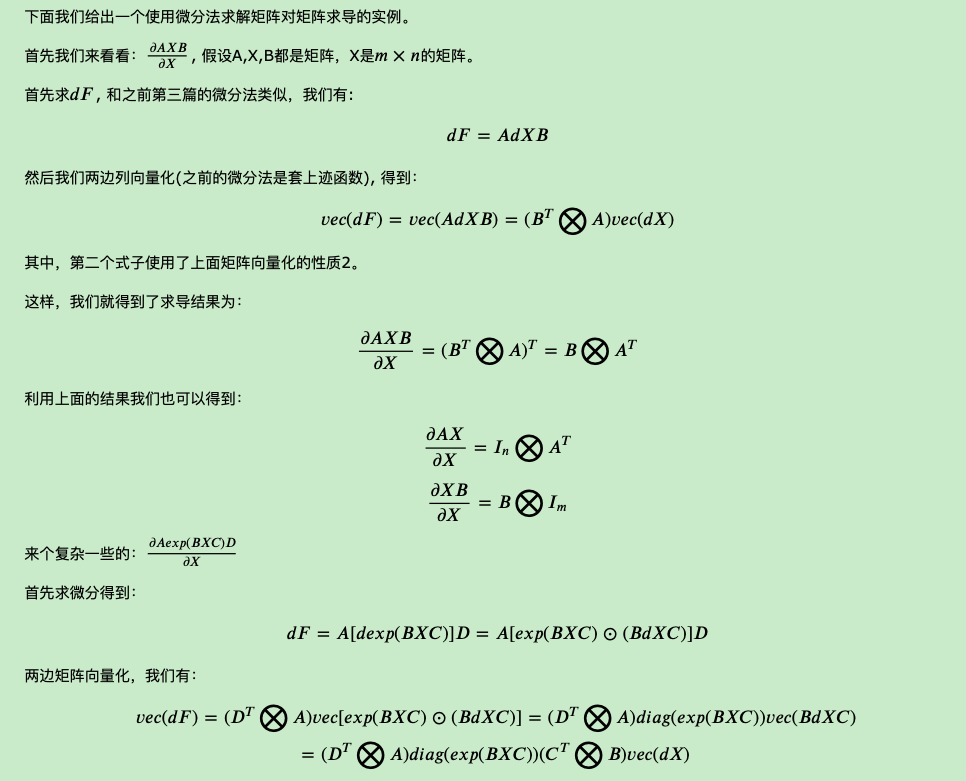 下面我们给出一个使用微分法求解矩阵对矩阵求导的实例。
首先我们来看看：$\frac{\partial AXB}{\partial X}$, 假设A,X,B都是矩阵，X是$m \times n$的矩阵。
首先求$dF$, 和之前第三篇的微分法类似，我们有：
$dF = AdXB$
然后我们两边列向量化(之前的微分法是套上迹函数), 得到：
$vec(dF) = vec(AdXB) = (B^T \bigotimes A)vec(dX)$
其中，第二个式子使用了上面矩阵向量化的性质2。
这样，我们就得到了求导结果为：
$\frac{\partial AXB}{\partial X} = (B^T \bigotimes A)^T = B \bigotimes A^T$
利用上面的结果我们也可以得到：
$\frac{\partial AX}{\partial X} = I_n \bigotimes A^T$
$\frac{\partial XB}{\partial X} = B \bigotimes I_m$
来个复杂一些的：$\frac{\partial Aexp(BXC)D}{\partial X}$
首先求微分得到：
$dF = A[dexp(BXC)]D = A[exp(BXC) \odot (BdXC)]D$
两边矩阵向量化，我们有：
$vec(dF) = (D^T \bigotimes A)vec[exp(BXC) \odot (BdXC)] = (D^T \bigotimes A)diag(exp(BXC))vec(BdXC)$
$= (D^T \bigotimes A)diag(exp(BXC))(C^T \bigotimes B)vec(dX)$